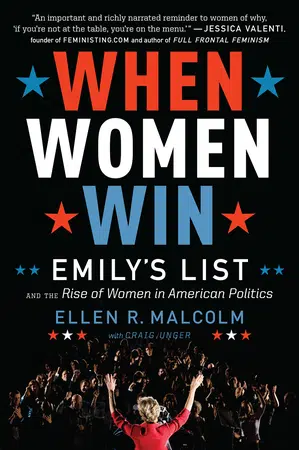 "An important and richly narrated reminder to women of why,
'if you're not at the table, you're on the menu.'" —JESSICA VALENTI,
founder of FEMINISTING.COM and author of FULL FRONTAL FEMINISM
WHEN
WOMEN
WIN
EMILY'S LIST
AND THE Rise of Women in American Politics
ELLEN R. MALCOLM
with CRAIG UNGER